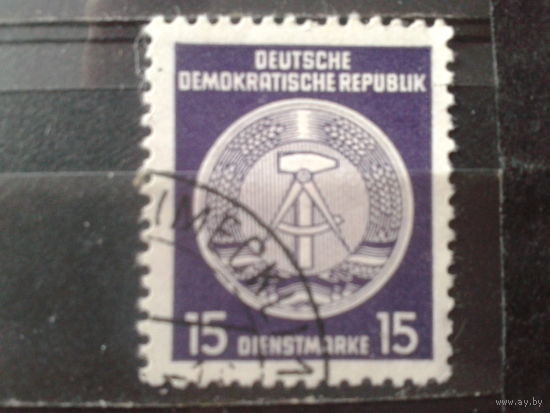 DEUTSCHE
DEMOKRATISCHE REPUBLIK
15 DIENSTMARKE 15
www.ay.by